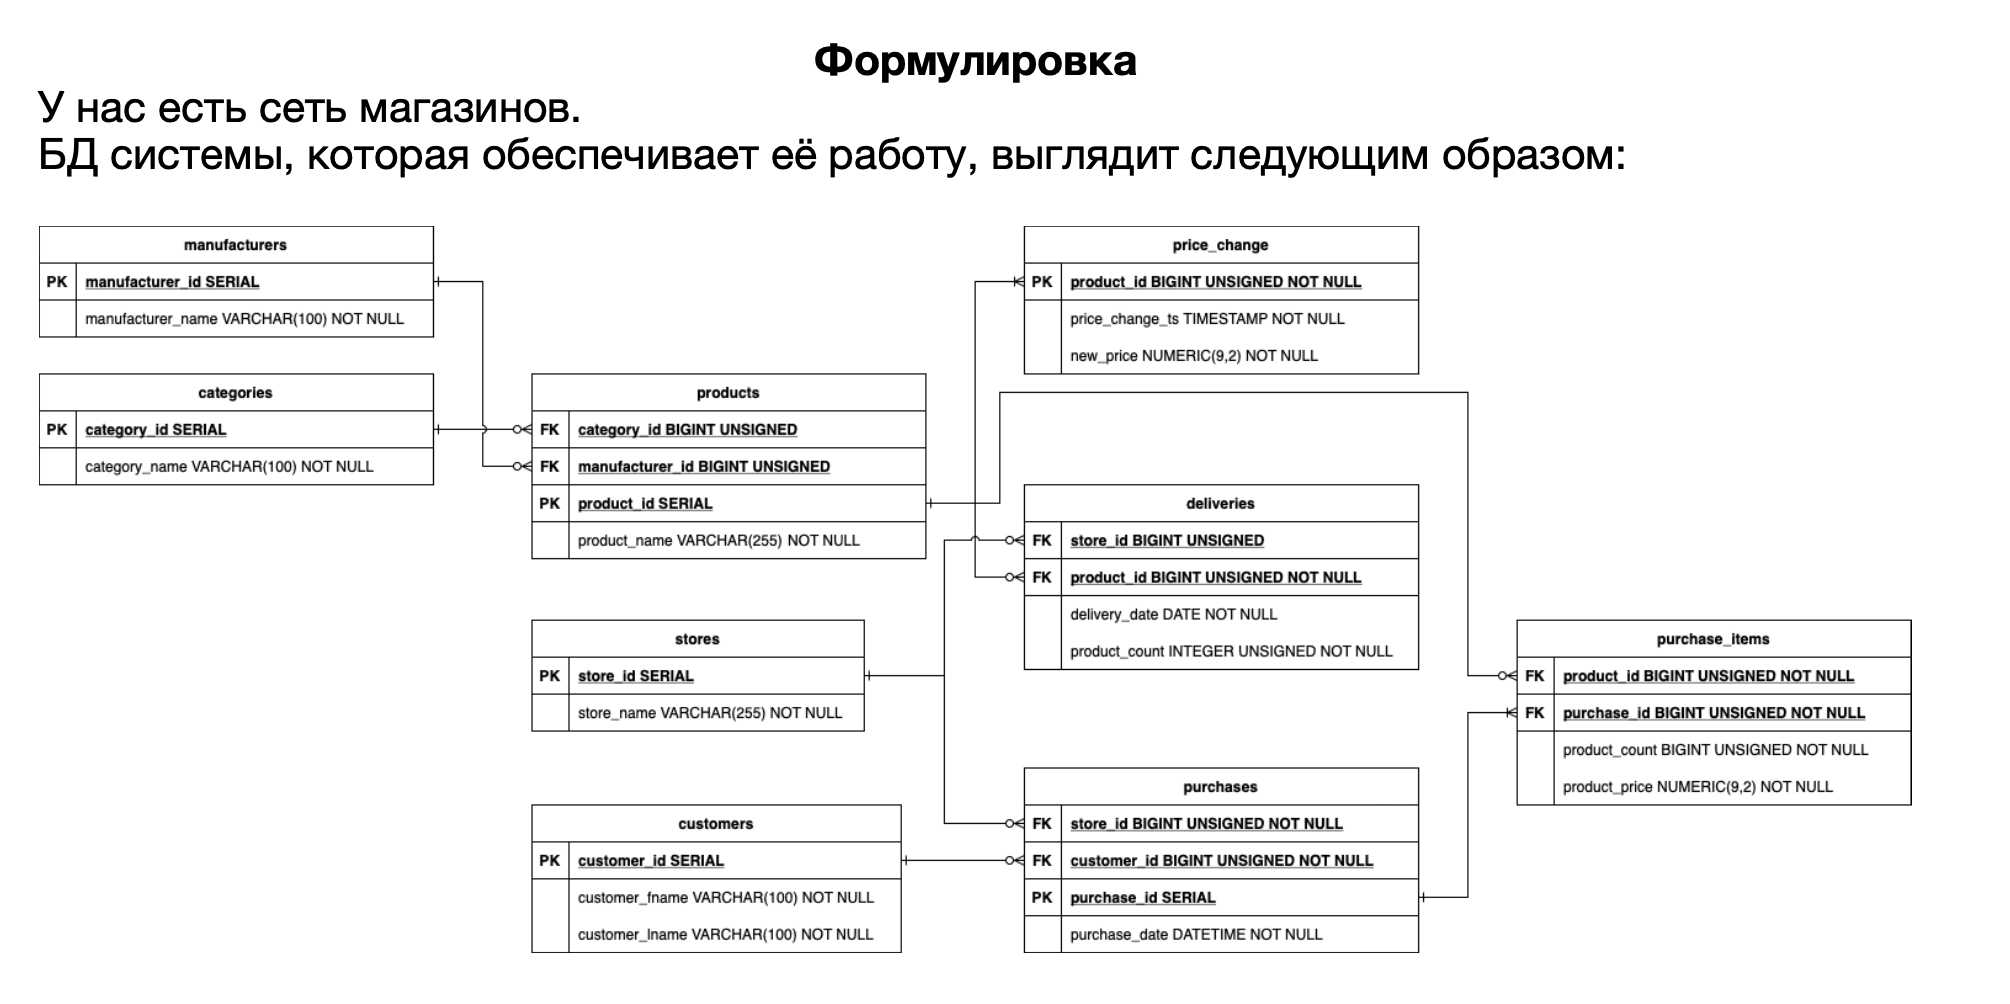 Формулировка
У нас есть сеть магазинов.
БД системы, которая обеспечивает её работу, выглядит следующим образом:
manufacturers
PK manufacturer_id SERIAL
manufacturer_name VARCHAR(100) NOT NULL
categories
PK category_id SERIAL
category_name VARCHAR(100) NOT NULL
products
FK category_id BIGINT UNSIGNED
FK manufacturer_id BIGINT UNSIGNED
PK product_id SERIAL
product_name VARCHAR(255) NOT NULL
stores
PK store_id SERIAL
store_name VARCHAR(255) NOT NULL
customers
PK customer_id SERIAL
customer_fname VARCHAR(100) NOT NULL
customer_lname VARCHAR(100) NOT NULL
price_change
PK product_id BIGINT UNSIGNED NOT NULL
price_change_ts TIMESTAMP NOT NULL
new_price NUMERIC(9,2) NOT NULL
deliveries
FK store_id BIGINT UNSIGNED
FK product_id BIGINT UNSIGNED NOT NULL
delivery_date DATE NOT NULL
product_count INTEGER UNSIGNED NOT NULL
purchases
FK store_id BIGINT UNSIGNED NOT NULL
FK customer_id BIGINT UNSIGNED NOT NULL
PK purchase_id SERIAL
purchase_date DATETIME NOT NULL
purchase_items
FK product_id BIGINT UNSIGNED NOT NULL
FK purchase_id BIGINT UNSIGNED NOT NULL
product_count BIGINT UNSIGNED NOT NULL
product_price NUMERIC(9,2) NOT NULL